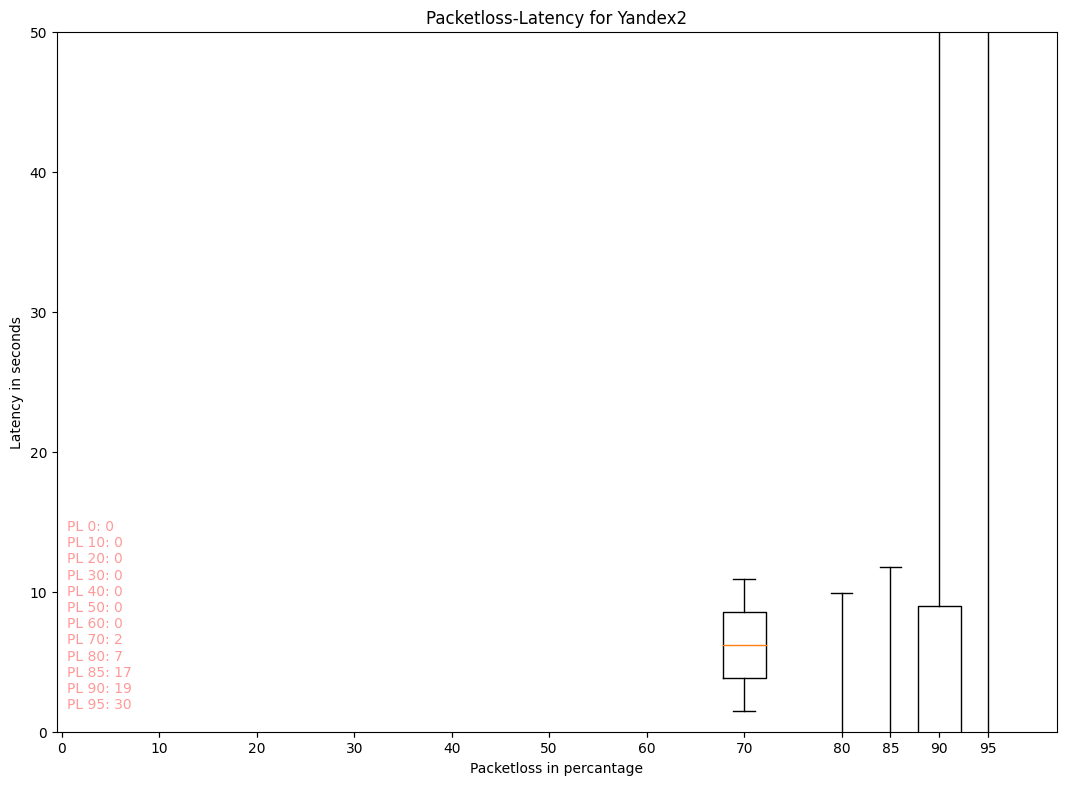 Packetloss-Latency for Yandex2
50
40
30
20
10
0
Latency in seconds
PL 0: 0
PL 10: 0
PL 20: 0
PL 30: 0
PL 40: 0
PL 50: 0
PL 60: 0
PL 70: 2
PL 80: 7
PL 85: 17
PL 90: 19
PL 95: 30
0 10 20 30 40 50 60 70 80 85 90 95
Packetloss in percantage